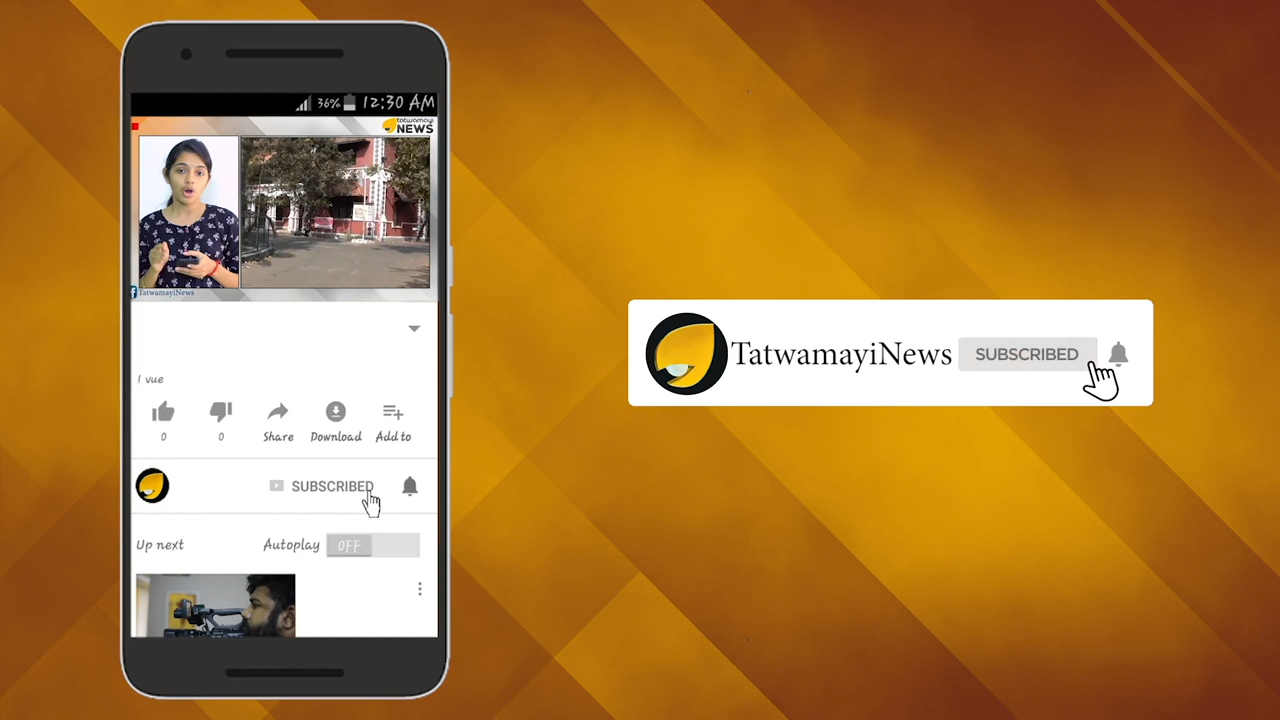 36% 12:30 AM
tatwamayi
NEWS
TatwamayiNews
1 vue
0 0 Share Download Add to
SUBSCRIBED
Up next Autoplay OFF
TatwamayiNews SUBSCRIBED